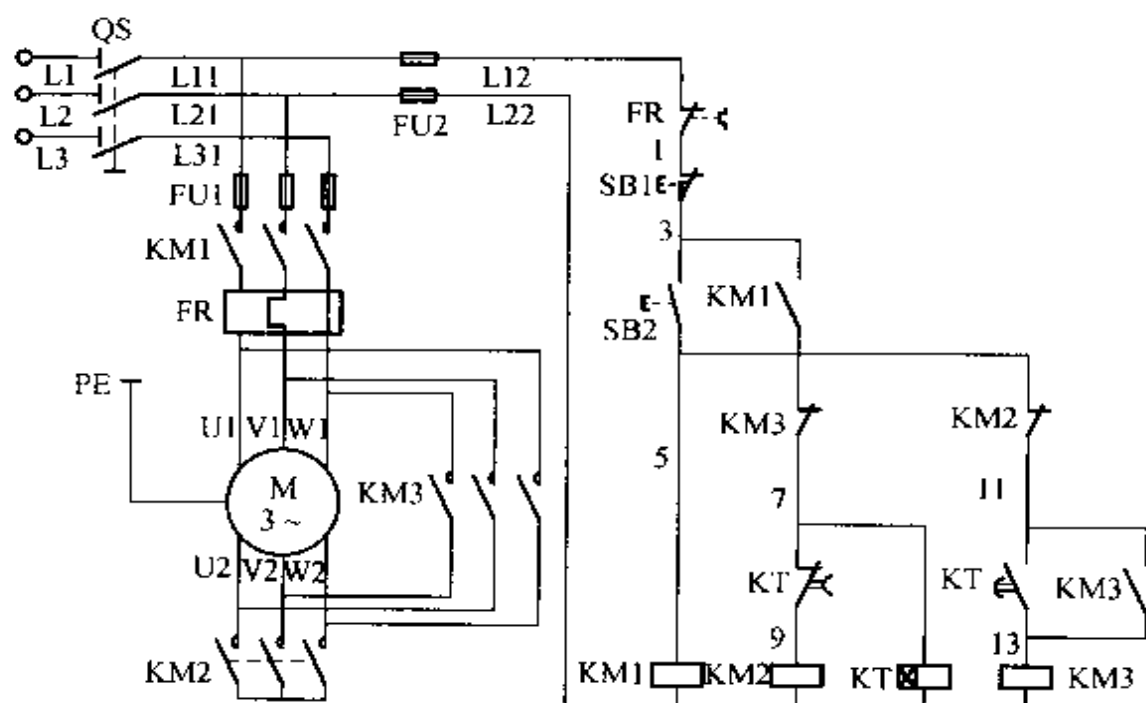 QS
L1 L11 L12
L2 L21 FU2 L22
L3 L31
FR
1
FU1 SB1
3
KM1
KM1
FR SB2
PE
U1 V1 W1 KM3 KM2
5
M KM3 7 11
3 ~
U2 V2 W2 KT KT KM3
9 13
KM2 KM1 KM2 KT KM3